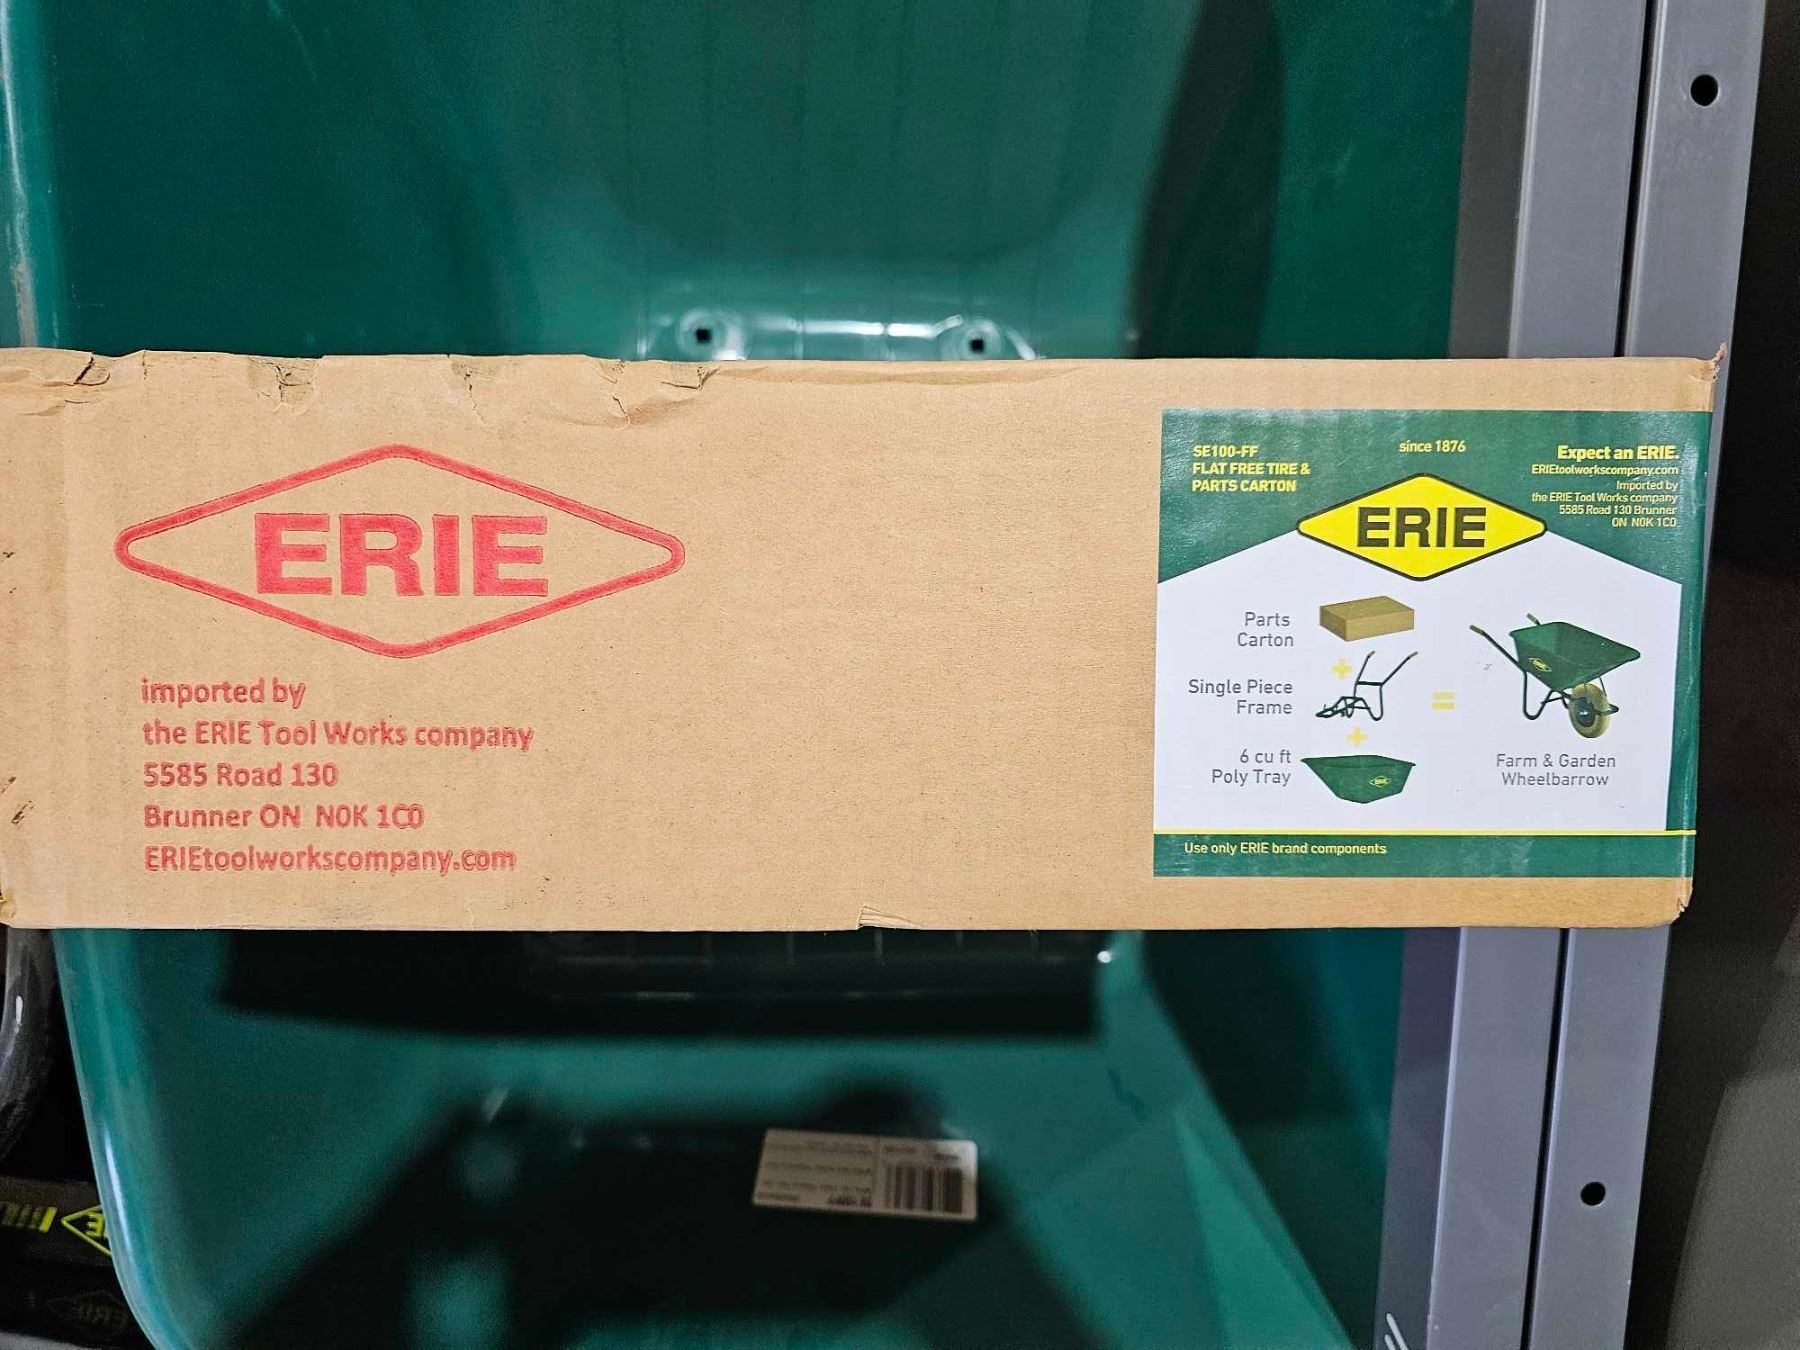 ERIE
imported by
the ERIE Tool Works company
5585 Road 130
Brunner ON N0K 1C0
ERIEtoolworkscompany.com
SE100-FF
FLAT FREE TIRE &
PARTS CARTON
since 1876
ERIE
Expect an ERIE.
ERIEtoolworkscompany.com
Imported by
the ERIE Tool Works company
5585 Road 130 Brunner
ON N0K 1C0
Parts
Carton
Single Piece
Frame
6 cu ft
Poly Tray
Farm & Garden
Wheelbarrow
Use only ERIE brand components